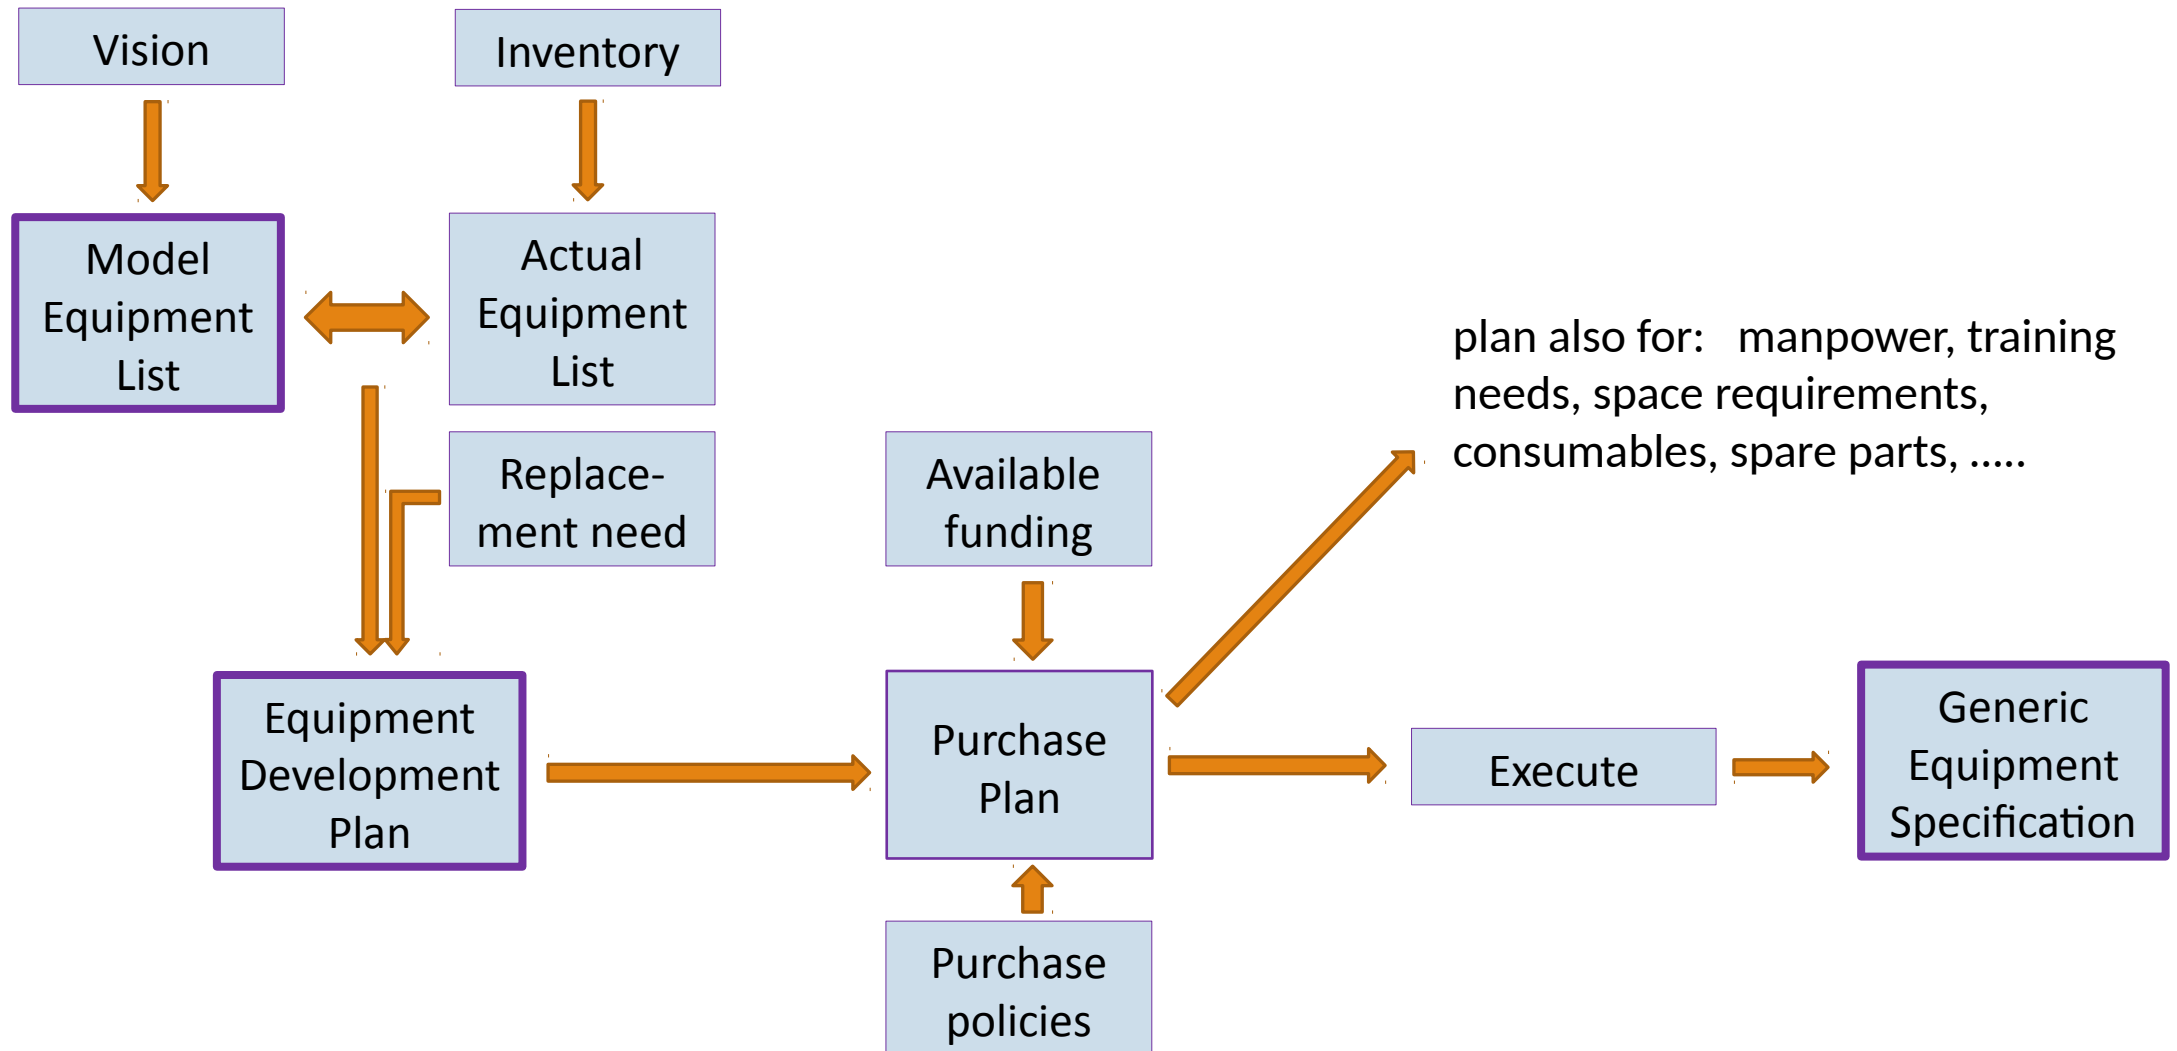 Vision
Inventory
Model
Equipment
List
Actual
Equipment
List
plan also for:   manpower, training
needs, space requirements,
consumables, spare parts, .....
Replace-
ment need
Available
funding
Equipment
Development
Plan
Purchase
Plan
Execute
Generic
Equipment
Specification
Purchase
policies